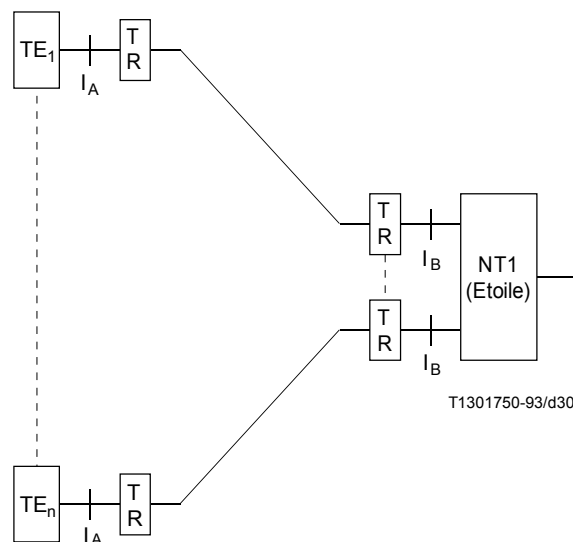 TE1
T
R
IA
T
R
IB
NT1
(Etoile)
T
R
IB
T1301750-93/d30
TEn
T
R
IA